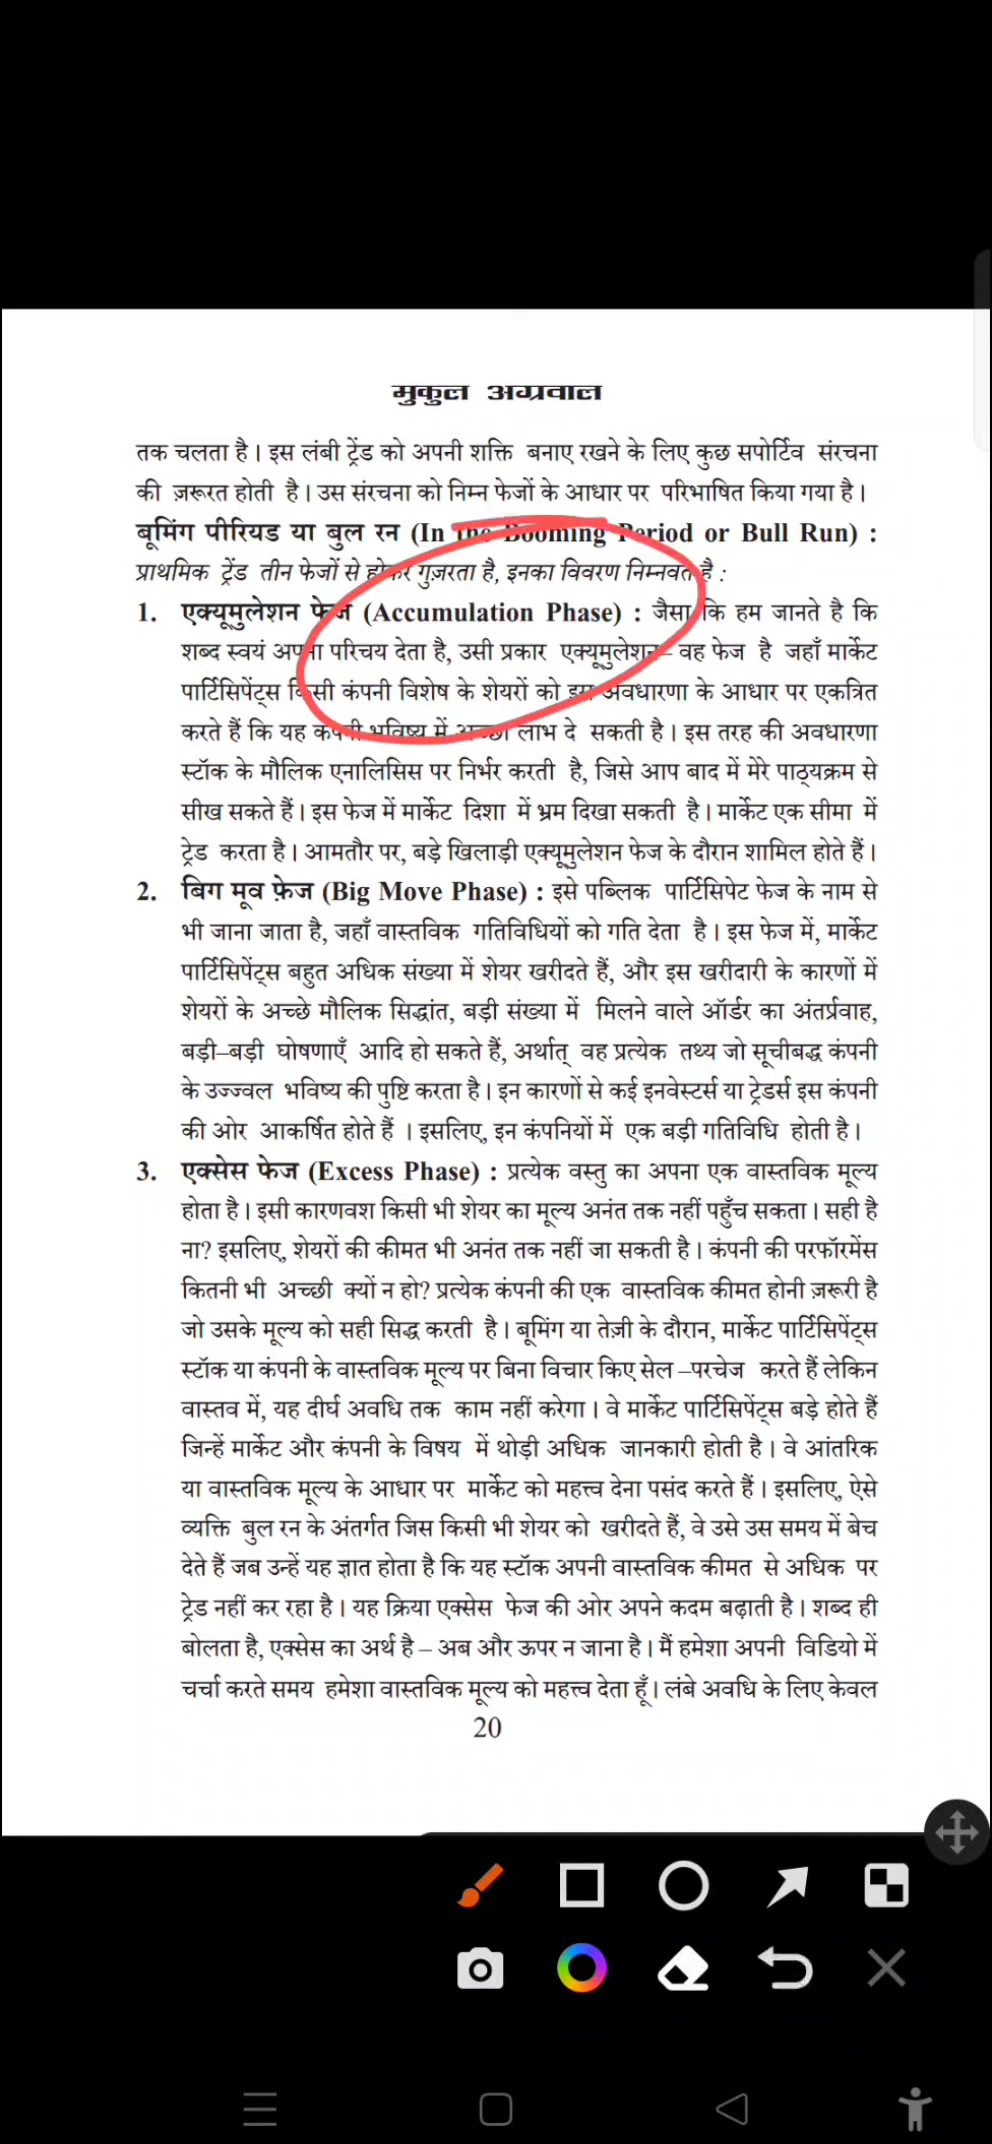 मुकुल अग्रवाल
तक चलता है। इस लंबी ट्रेंड को अपनी शक्ति बनाए रखने के लिए कुछ सपोर्टिव संरचना
की ज़रूरत होती है। उस संरचना को निम्न फेजों के आधार पर परिभाषित किया गया है।
बूमिंग पीरियड या बुल रन (In the Booming Period or Bull Run) :
प्राथमिक ट्रेंड तीन फेजों से होकर गुज़रता है, इनका विवरण निम्नवत है :
1. एक्यूमुलेशन फेज (Accumulation Phase) : जैसा कि हम जानते है कि
शब्द स्वयं अपना परिचय देता है, उसी प्रकार एक्यूमुलेशन– वह फेज है जहाँ मार्केट
पार्टिसिपेंट्स किसी कंपनी विशेष के शेयरों को इस अवधारणा के आधार पर एकत्रित
करते हैं कि यह कंपनी भविष्य में अच्छा लाभ दे सकती है। इस तरह की अवधारणा
स्टॉक के मौलिक एनालिसिस पर निर्भर करती है, जिसे आप बाद में मेरे पाठ्यक्रम से
सीख सकते हैं। इस फेज में मार्केट दिशा में भ्रम दिखा सकती है। मार्केट एक सीमा में
ट्रेड करता है। आमतौर पर, बड़े खिलाड़ी एक्यूमुलेशन फेज के दौरान शामिल होते हैं।
2. बिग मूव फ़ेज (Big Move Phase) : इसे पब्लिक पार्टिसिपेट फेज के नाम से
भी जाना जाता है, जहाँ वास्तविक गतिविधियों को गति देता है। इस फेज में, मार्केट
पार्टिसिपेंट्स बहुत अधिक संख्या में शेयर खरीदते हैं, और इस खरीदारी के कारणों में
शेयरों के अच्छे मौलिक सिद्धांत, बड़ी संख्या में मिलने वाले ऑर्डर का अंतर्प्रवाह,
बड़ी–बड़ी घोषणाएँ आदि हो सकते हैं, अर्थात् वह प्रत्येक तथ्य जो सूचीबद्ध कंपनी
के उज्ज्वल भविष्य की पुष्टि करता है। इन कारणों से कई इनवेस्टर्स या ट्रेडर्स इस कंपनी
की ओर आकर्षित होते हैं । इसलिए, इन कंपनियों में एक बड़ी गतिविधि होती है।
3. एक्सेस फेज (Excess Phase) : प्रत्येक वस्तु का अपना एक वास्तविक मूल्य
होता है। इसी कारणवश किसी भी शेयर का मूल्य अनंत तक नहीं पहुँच सकता। सही है
ना? इसलिए, शेयरों की कीमत भी अनंत तक नहीं जा सकती है। कंपनी की परफॉरमेंस
कितनी भी अच्छी क्यों न हो? प्रत्येक कंपनी की एक वास्तविक कीमत होनी ज़रूरी है
जो उसके मूल्य को सही सिद्ध करती है। बूमिंग या तेज़ी के दौरान, मार्केट पार्टिसिपेंट्स
स्टॉक या कंपनी के वास्तविक मूल्य पर बिना विचार किए सेल –परचेज करते हैं लेकिन
वास्तव में, यह दीर्घ अवधि तक काम नहीं करेगा। वे मार्केट पार्टिसिपेंट्स बड़े होते हैं
जिन्हें मार्केट और कंपनी के विषय में थोड़ी अधिक जानकारी होती है। वे आंतरिक
या वास्तविक मूल्य के आधार पर मार्केट को महत्त्व देना पसंद करते हैं। इसलिए, ऐसे
व्यक्ति बुल रन के अंतर्गत जिस किसी भी शेयर को खरीदते हैं, वे उसे उस समय में बेच
देते हैं जब उन्हें यह ज्ञात होता है कि यह स्टॉक अपनी वास्तविक कीमत से अधिक पर
ट्रेड नहीं कर रहा है। यह क्रिया एक्सेस फेज की ओर अपने कदम बढ़ाती है। शब्द ही
बोलता है, एक्सेस का अर्थ है – अब और ऊपर न जाना है। मैं हमेशा अपनी विडियो में
चर्चा करते समय हमेशा वास्तविक मूल्य को महत्त्व देता हूँ। लंबे अवधि के लिए केवल
20